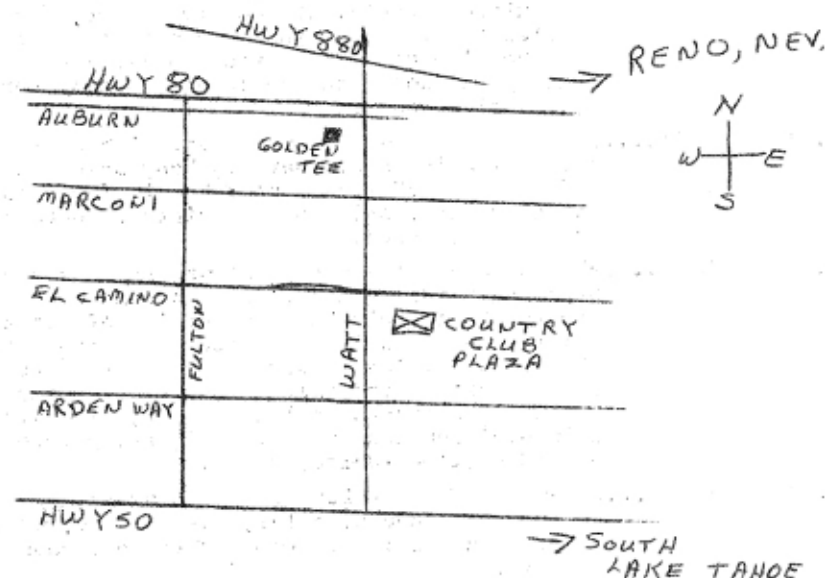 HWY 880
RENO, NEV.
HWY 80
N
AUBURN
GOLDEN
TEE
W E
S
MARCONI
EL CAMINO
FULTON
WATT
COUNTRY
CLUB
PLAZA
ARDEN WAY
HWY 50
SOUTH
LAKE TAHOE